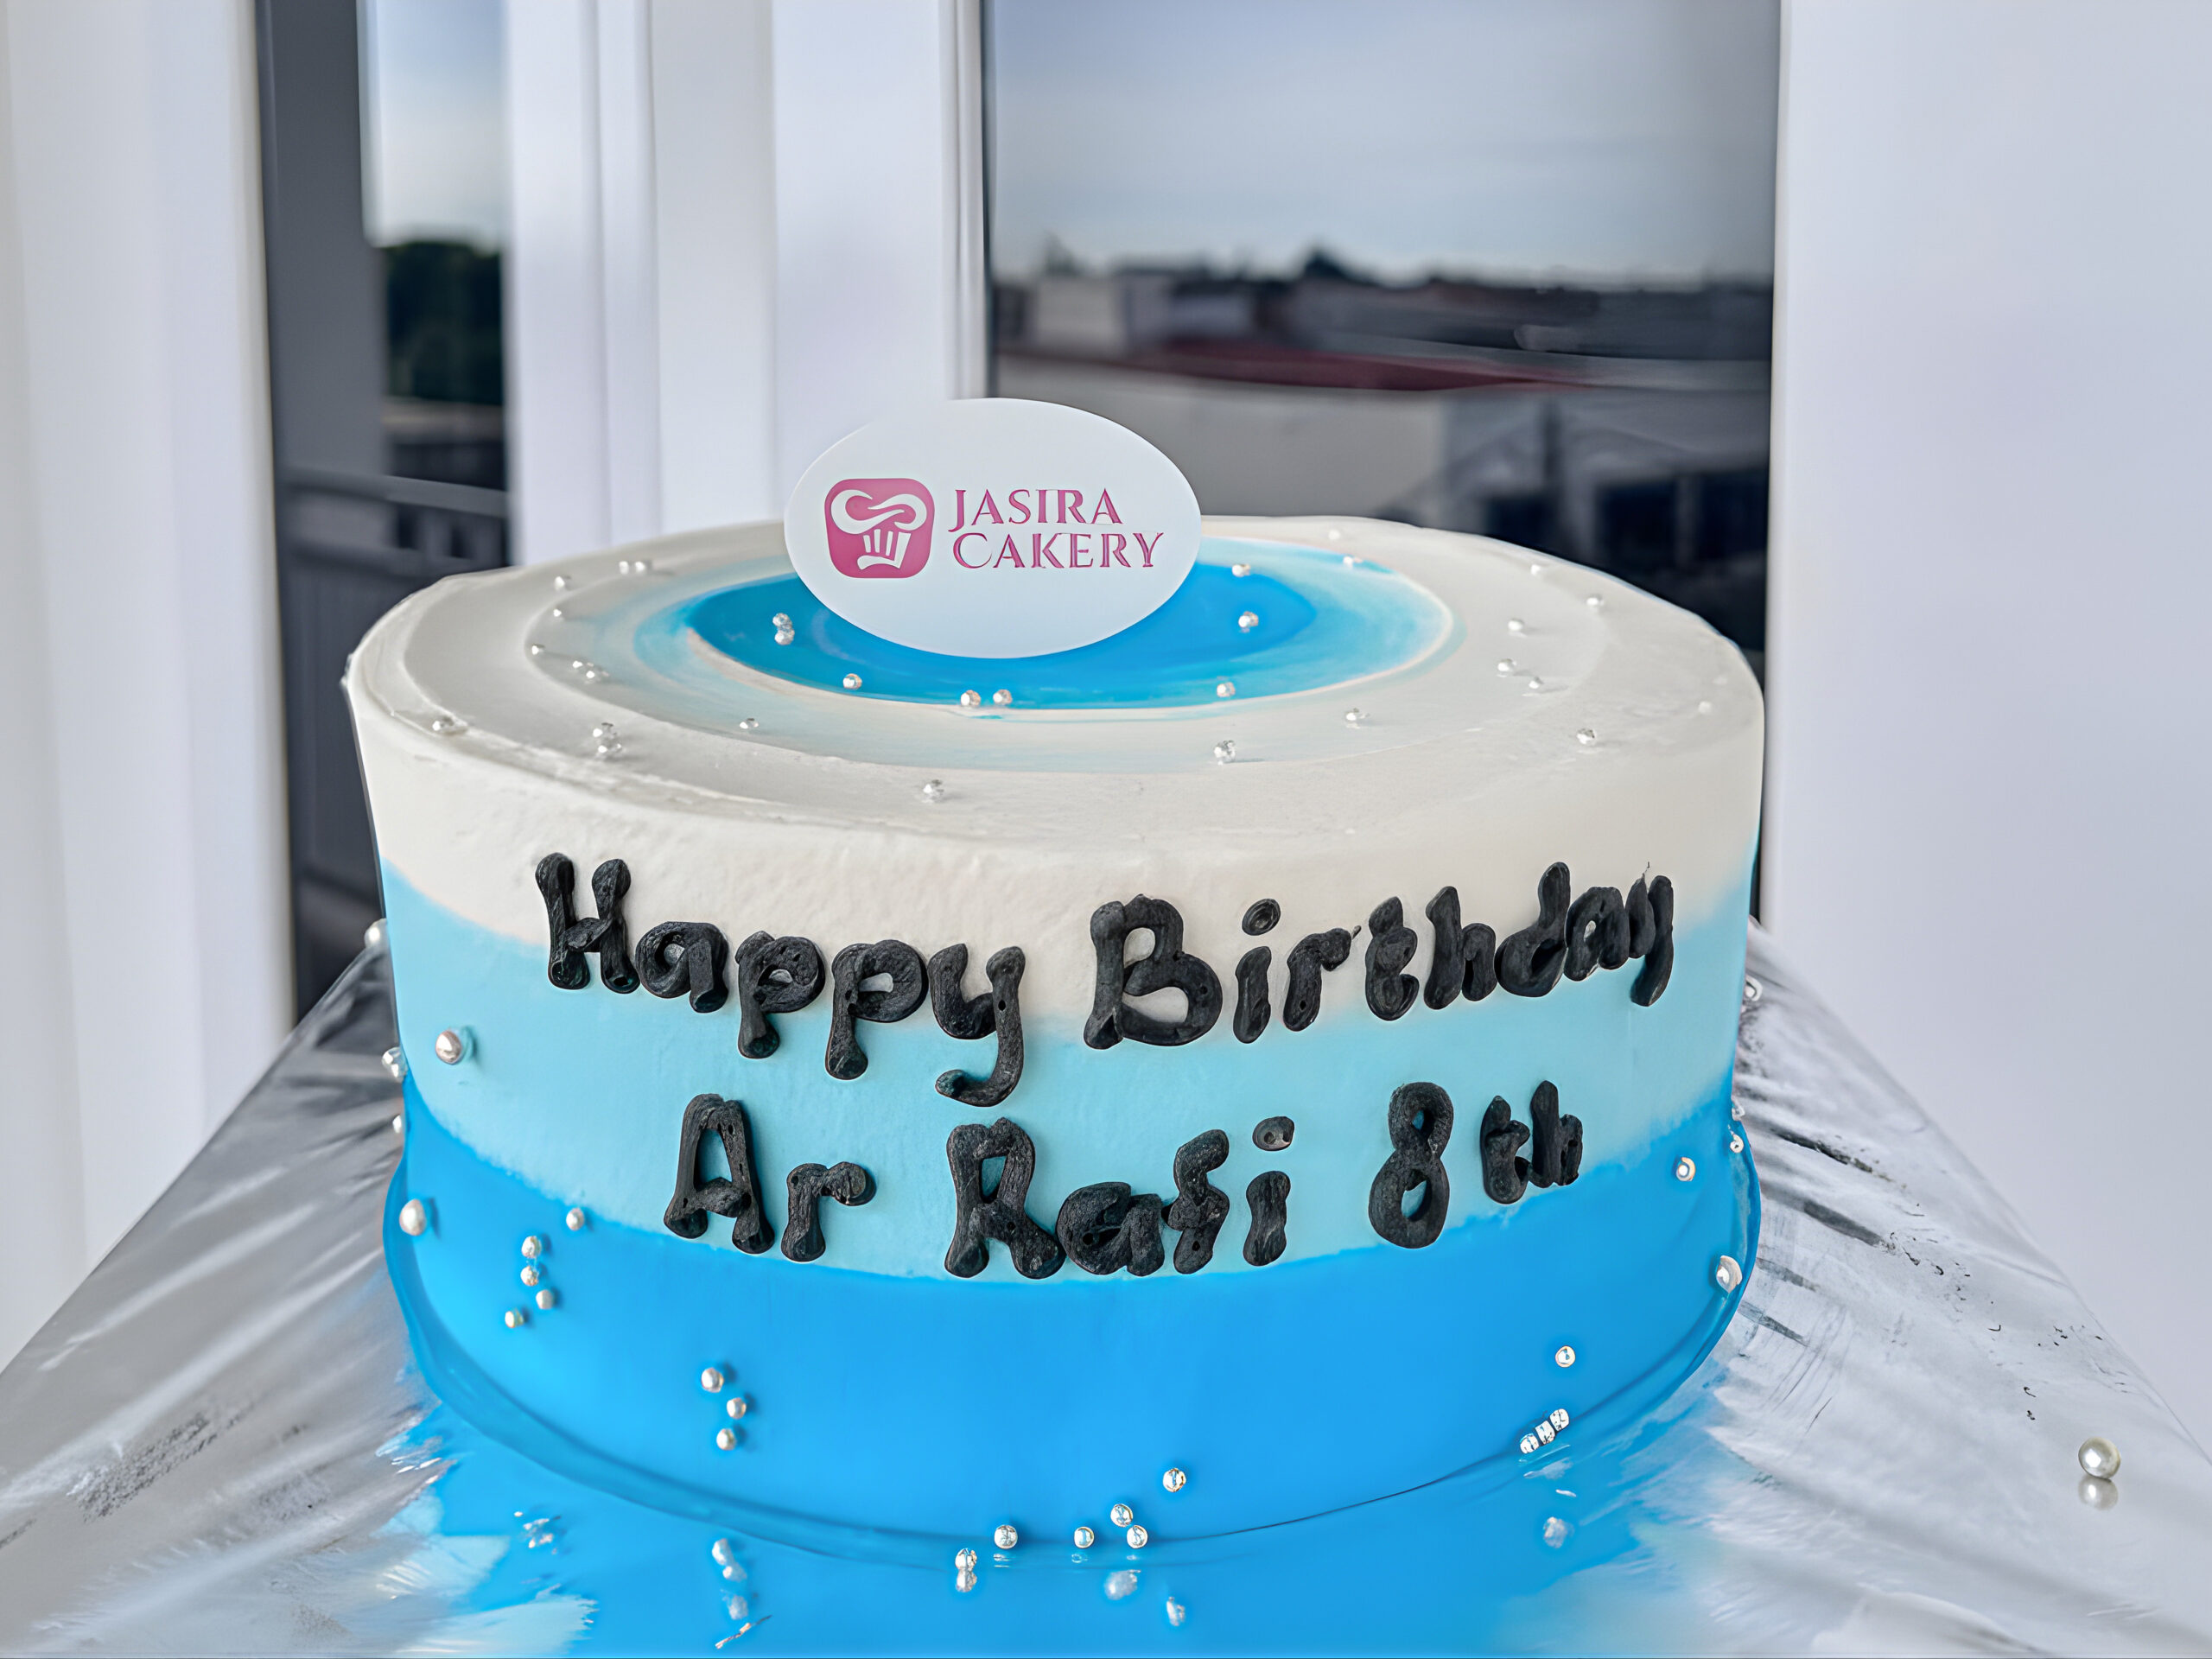 JASIRA
CAKERY
Happy Birthday
Ar Rafi 8th